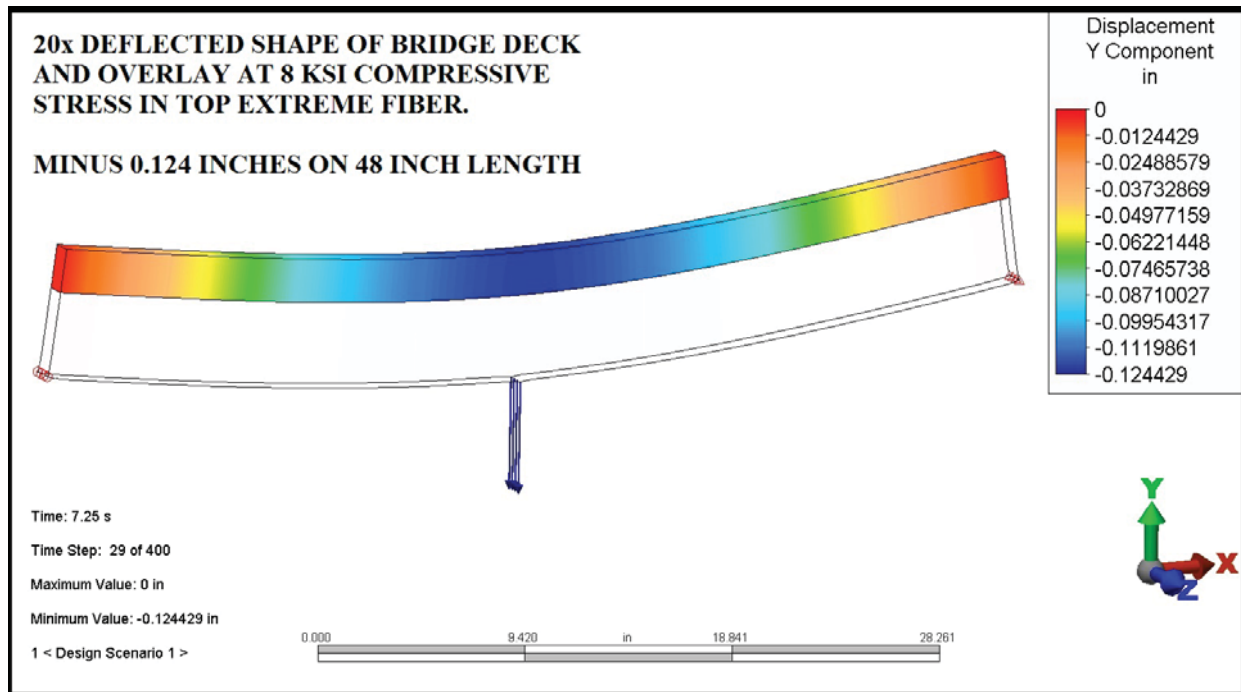 20x DEFLECTED SHAPE OF BRIDGE DECK
AND OVERLAY AT 8 KSI COMPRESSIVE
STRESS IN TOP EXTREME FIBER.
MINUS 0.124 INCHES ON 48 INCH LENGTH
Displacement
Y Component
in
0
-0.0124429
-0.02488579
-0.03732869
-0.04977159
-0.06221448
-0.07465738
-0.08710027
-0.09954317
-0.1119861
-0.124429
Time: 7.25 s
Time Step: 29 of 400
Maximum Value: 0 in
Minimum Value: -0.124429 in
1 < Design Scenario 1 >
0.000 9.420 in 18.841 28.261
Y
X
Z